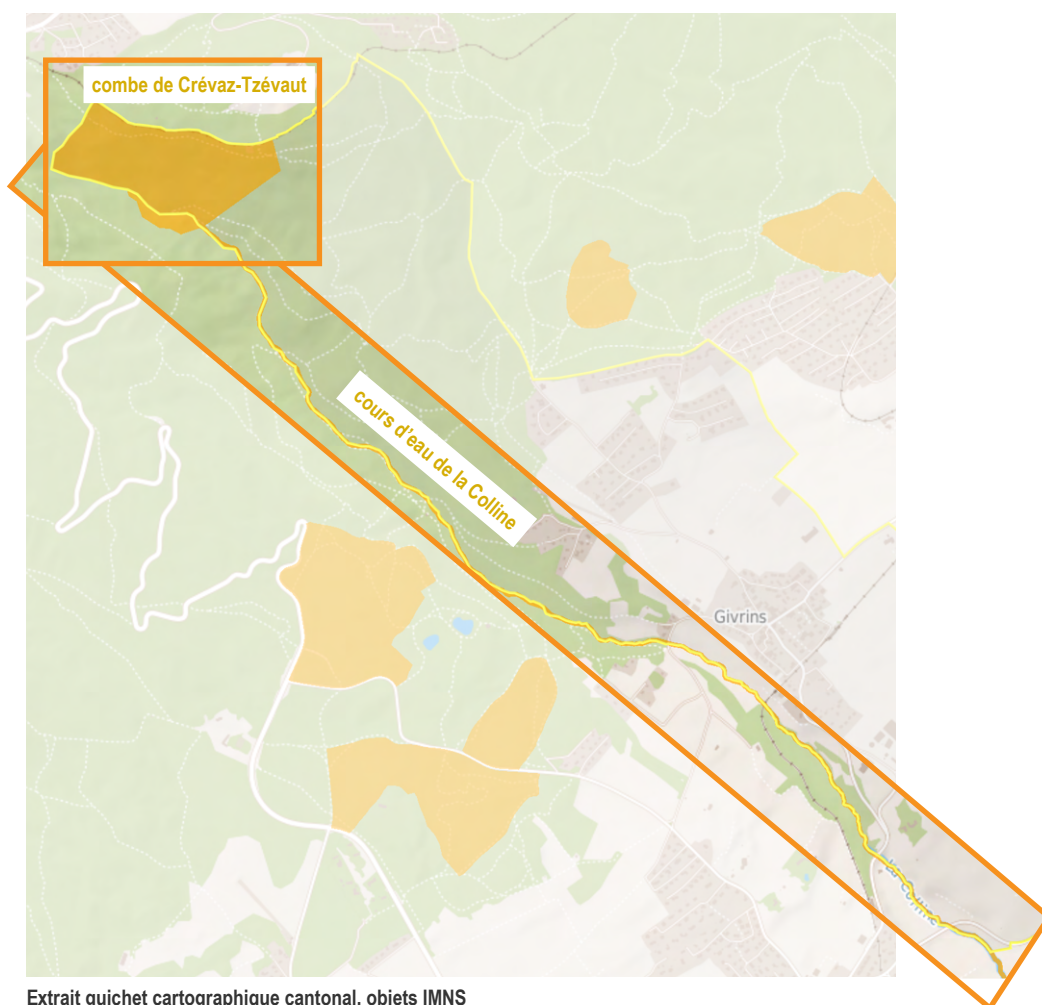 combe de Crévaz-Tzévaut
cours d'eau de la Colline
Givrins
La Colline
Extrait guichet cartographique cantonal, objets IMNS